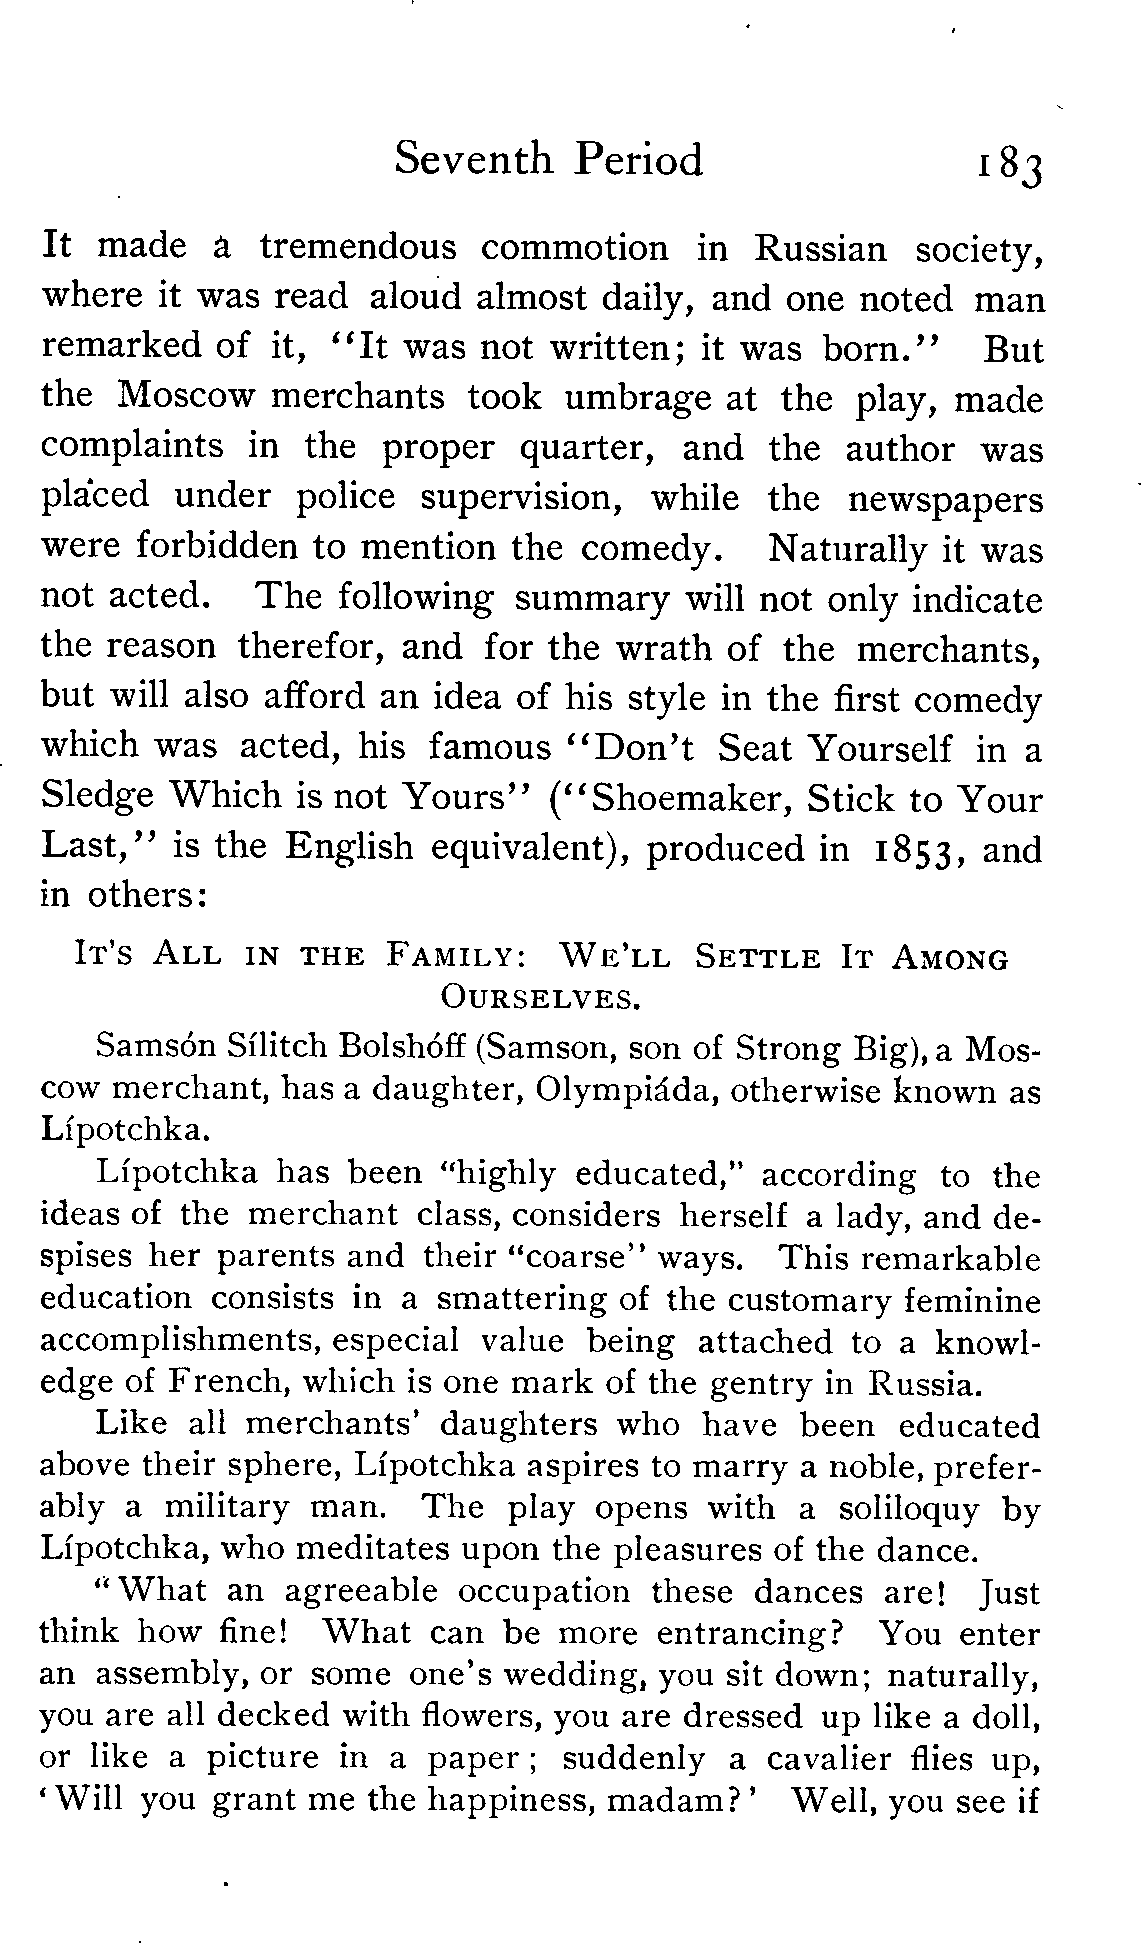 Seventh Period 183
It made a tremendous commotion in Russian society,
where it was read aloud almost daily, and one noted man
remarked of it, "It was not written; it was born." But
the Moscow merchants took umbrage at the play, made
complaints in the proper quarter, and the author was
placed under police supervision, while the newspapers
were forbidden to mention the comedy. Naturally it was
not acted. The following summary will not only indicate
the reason therefor, and for the wrath of the merchants,
but will also afford an idea of his style in the first comedy
which was acted, his famous "Don't Seat Yourself in a
Sledge Which is not Yours" ("Shoemaker, Stick to Your
Last," is the English equivalent), produced in 1853, and
in others:
IT'S ALL IN THE FAMILY: WE'LL SETTLE IT AMONG
OURSELVES.
Samsón Sílitch Bolshóff (Samson, son of Strong Big), a Mos-
cow merchant, has a daughter, Olympiáda, otherwise known as
Lípotchka.
Lípotchka has been "highly educated," according to the
ideas of the merchant class, considers herself a lady, and de-
spises her parents and their "coarse" ways. This remarkable
education consists in a smattering of the customary feminine
accomplishments, especial value being attached to a knowl-
edge of French, which is one mark of the gentry in Russia.
Like all merchants' daughters who have been educated
above their sphere, Lípotchka aspires to marry a noble, prefer-
ably a military man. The play opens with a soliloquy by
Lípotchka, who meditates upon the pleasures of the dance.
"What an agreeable occupation these dances are! Just
think how fine! What can be more entrancing? You enter
an assembly, or some one's wedding, you sit down; naturally,
you are all decked with flowers, you are dressed up like a doll,
or like a picture in a paper; suddenly a cavalier flies up,
'Will you grant me the happiness, madam?' Well, you see if